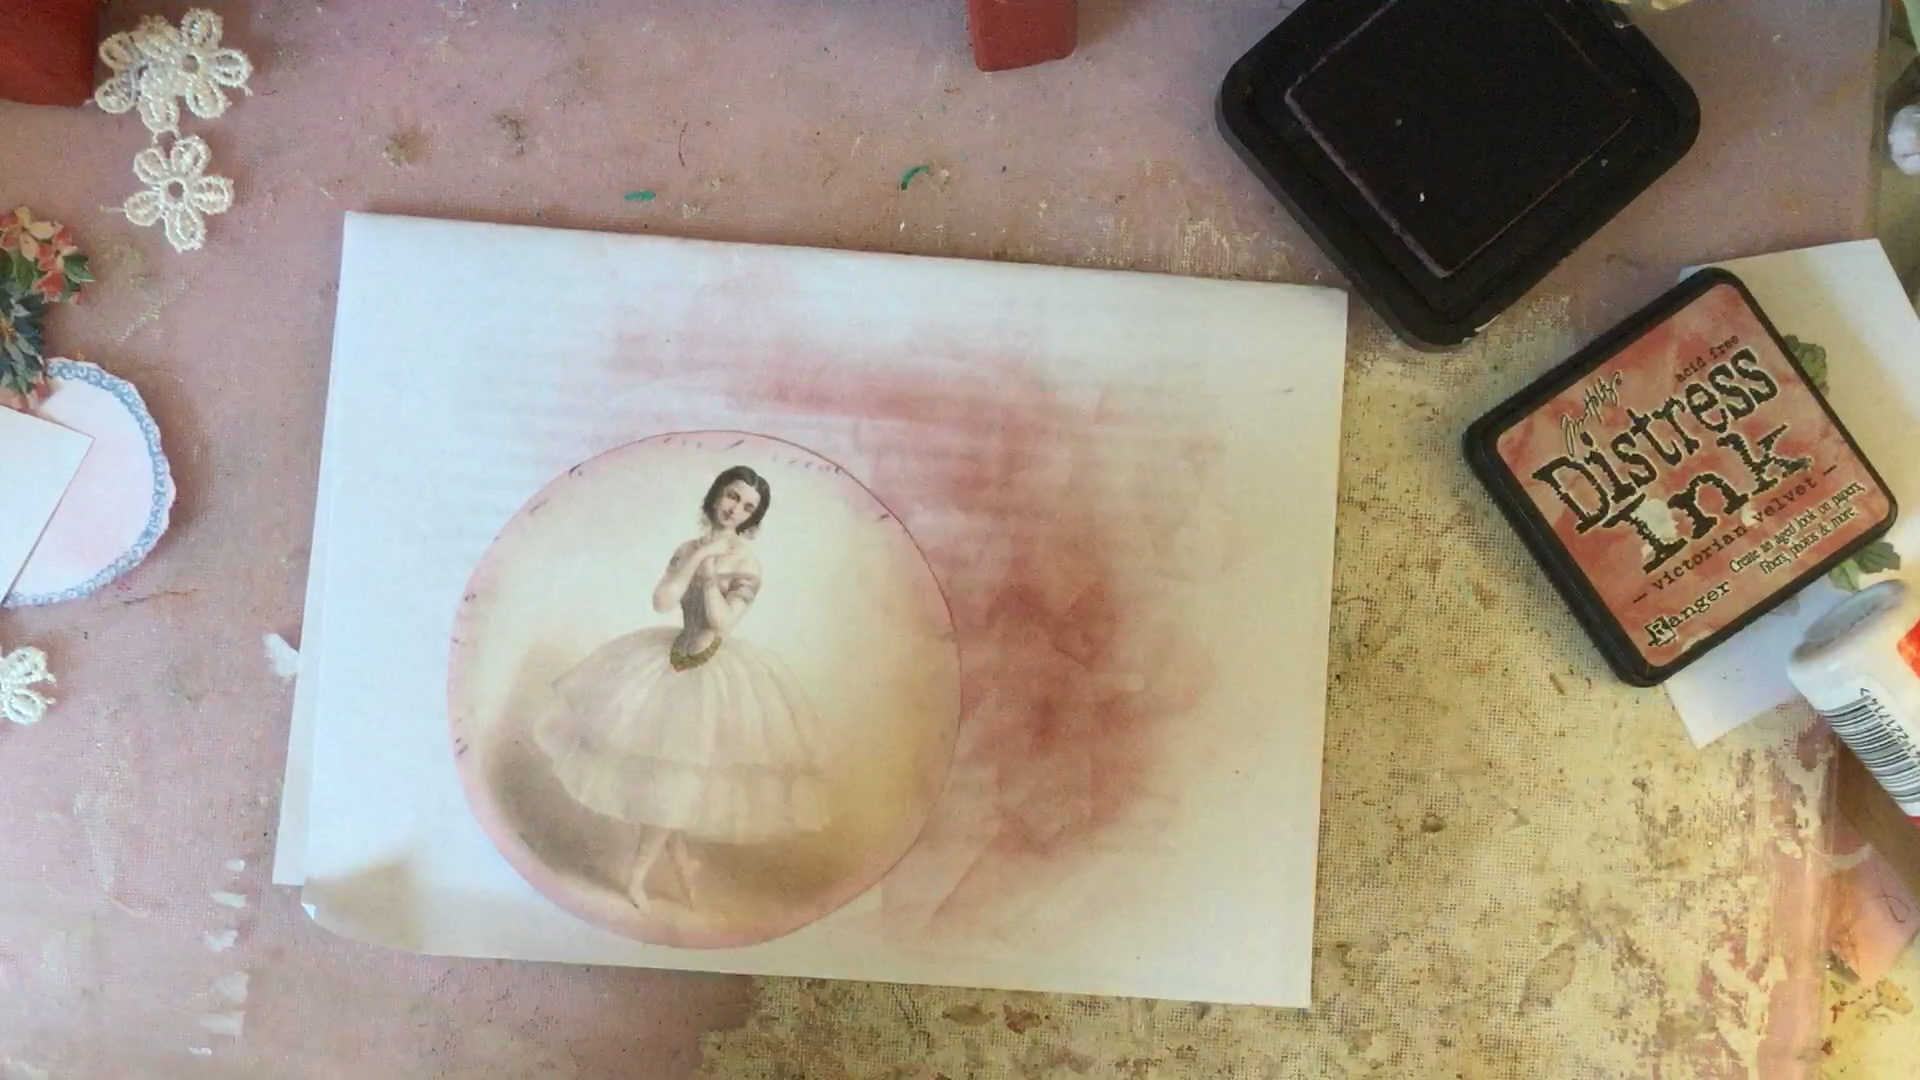 Tim Holtz
acid free
Distress
Ink
— victorian velvet —
Create an aged look on papers,
fibers, photos & more
Ranger